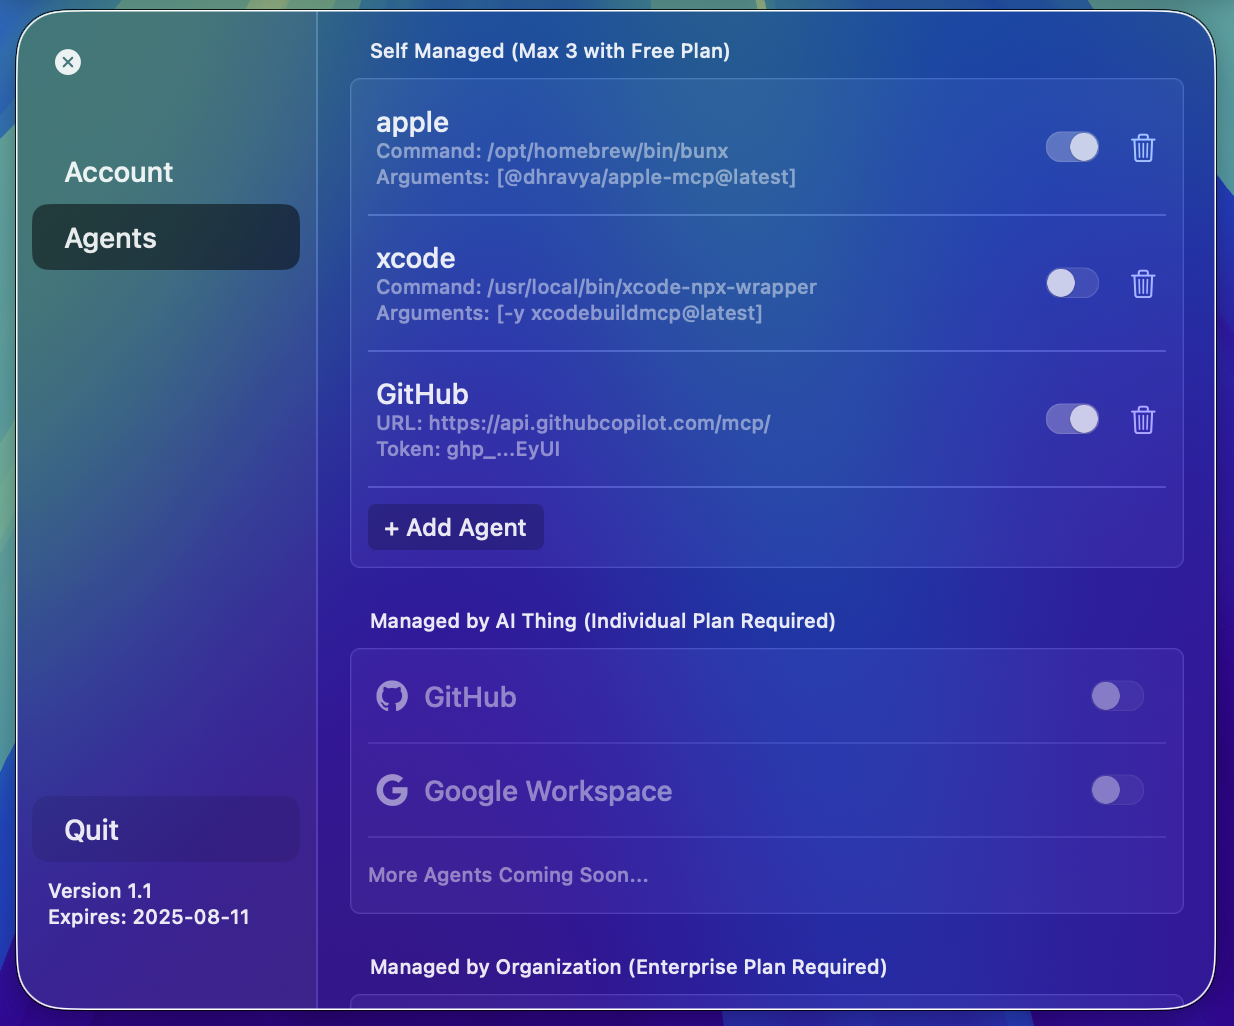 Self Managed (Max 3 with Free Plan)
Account
Agents
apple
Command: /opt/homebrew/bin/bunx
Arguments: [@dhravya/apple-mcp@latest]
xcode
Command: /usr/local/bin/xcode-npx-wrapper
Arguments: [-y xcodebuildmcp@latest]
GitHub
URL: https://api.githubcopilot.com/mcp/
Token: ghp_...EyUI
+ Add Agent
Managed by AI Thing (Individual Plan Required)
GitHub
Google Workspace
More Agents Coming Soon...
Managed by Organization (Enterprise Plan Required)
Quit
Version 1.1
Expires: 2025-08-11